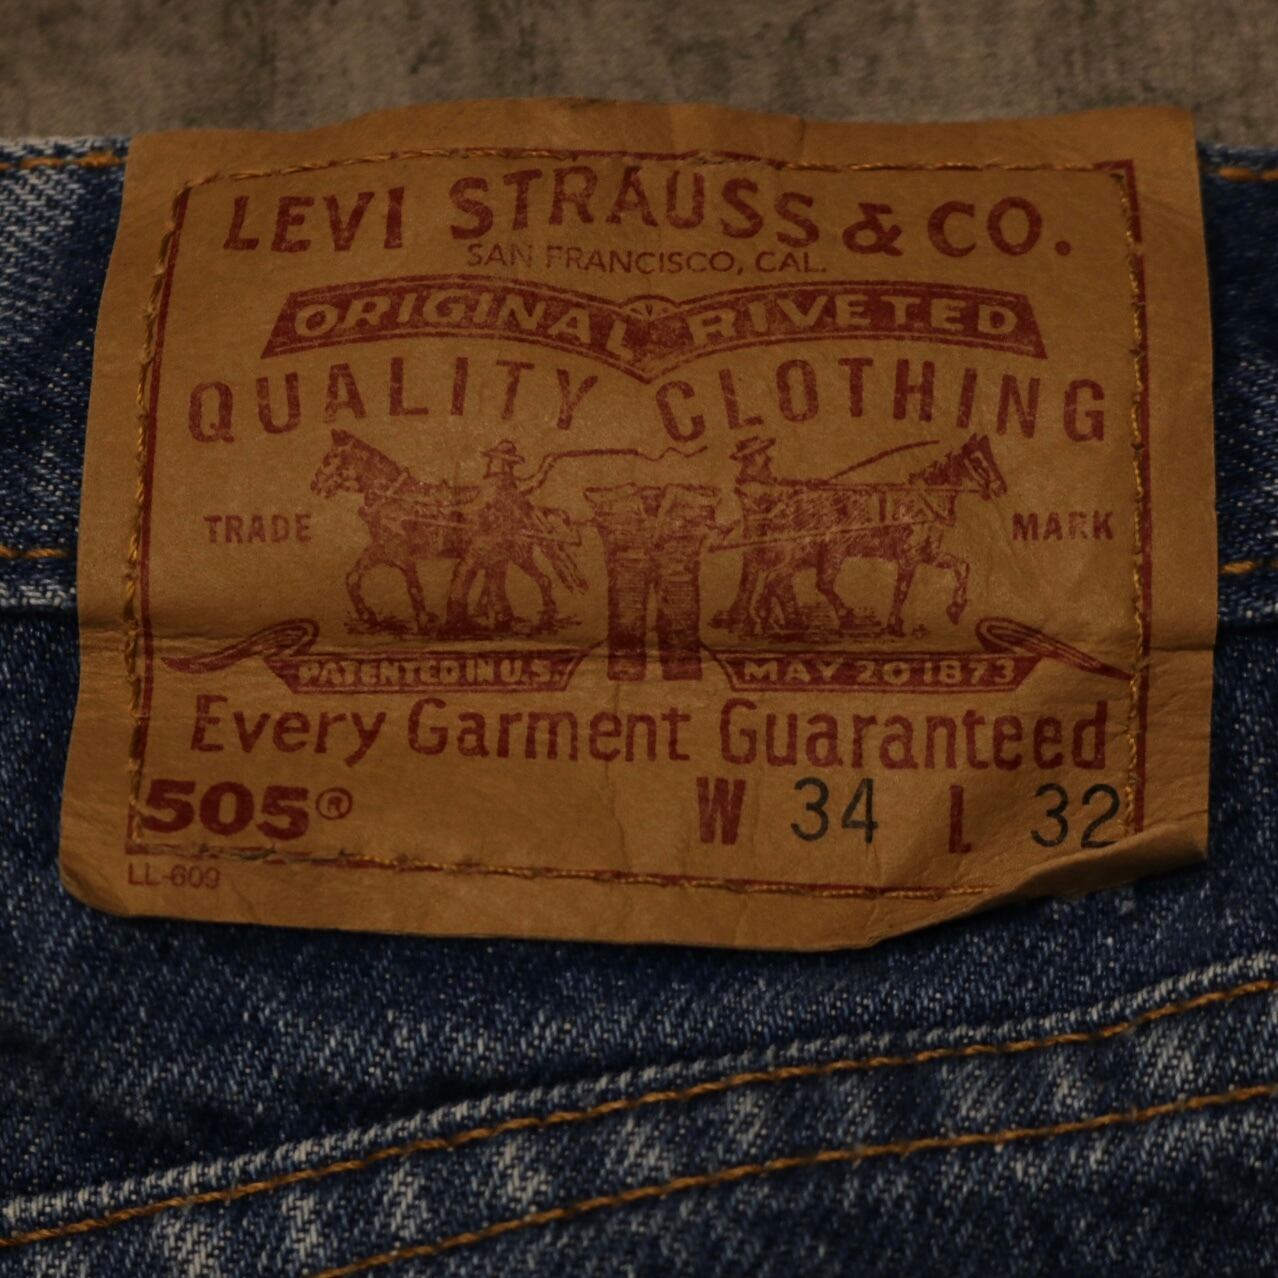 LEVI STRAUSS & CO.
SAN FRANCISCO, CAL.
ORIGINAL RIVETED
QUALITY CLOTHING
TRADE MARK
PATENTED IN U.S. MAY 20 1873
Every Garment Guaranteed
505® W 34 L 32
LL-609